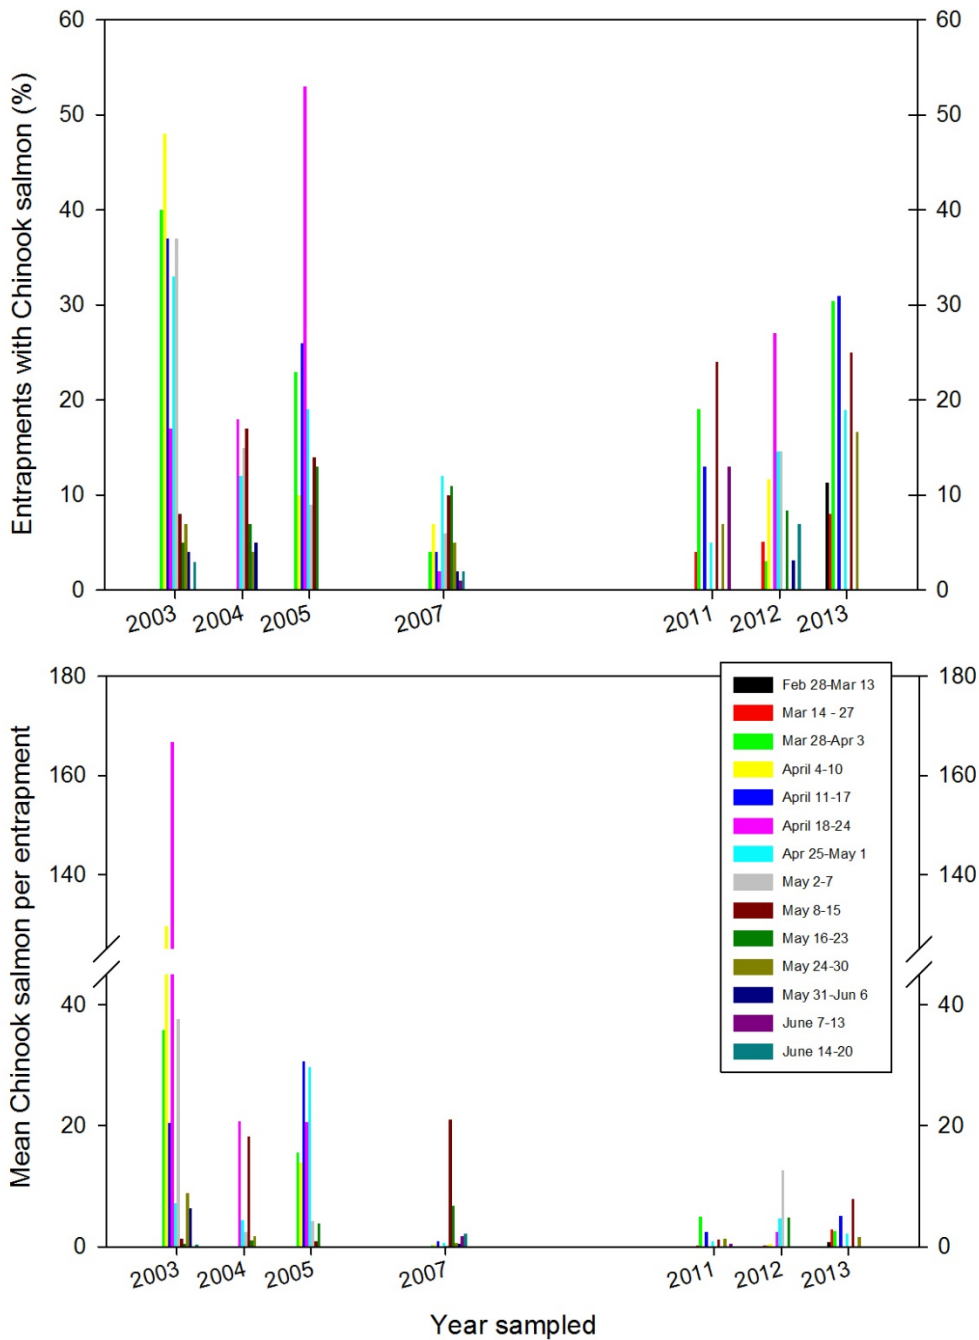 Entrapments with Chinook salmon (%)
60 60
50 50
40 40
30 30
20 20
10 10
0 0
2003 2004 2005 2007 2011 2012 2013
Mean Chinook salmon per entrapment
180 180
160 160
140 140
40 40
20 20
0 0
Feb 28-Mar 13
Mar 14 - 27
Mar 28-Apr 3
April 4-10
April 11-17
April 18-24
Apr 25-May 1
May 2-7
May 8-15
May 16-23
May 24-30
May 31-Jun 6
June 7-13
June 14-20
2003 2004 2005 2007 2011 2012 2013
Year sampled